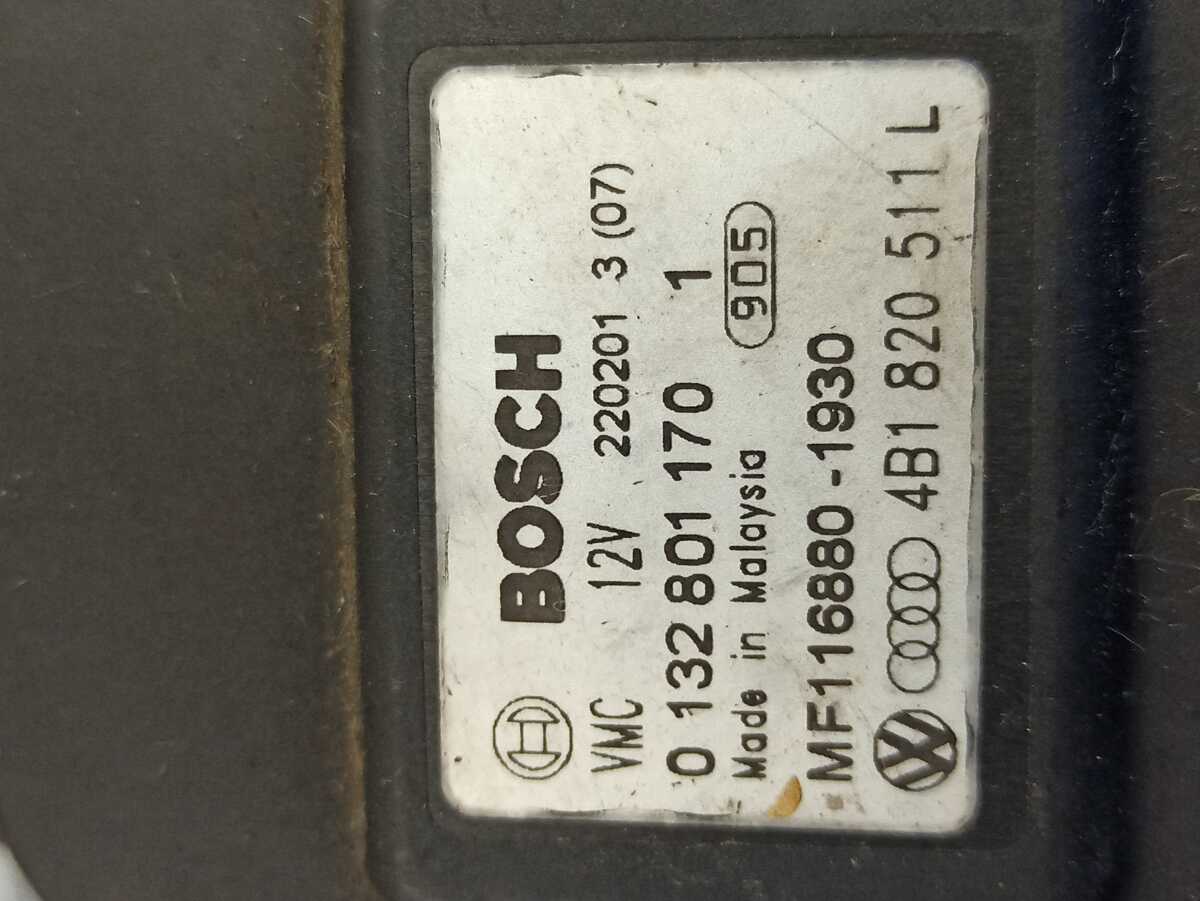 BOSCH
VMC 12V 220201 3 (07)
0 132 801 170 1
Made in Malaysia 905
MF116880-1930
4B1 820 5111 L